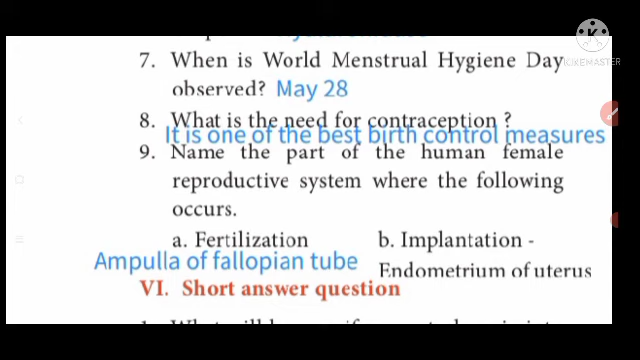 KINEMASTER
7. When is World Menstrual Hygiene Day
observed? May 28
8. What is the need for contraception ?
It is one of the best birth control measures
9. Name the part of the human female
reproductive system where the following
occurs.
a. Fertilization b. Implantation -
Ampulla of fallopian tube Endometrium of uterus
VI. Short answer question